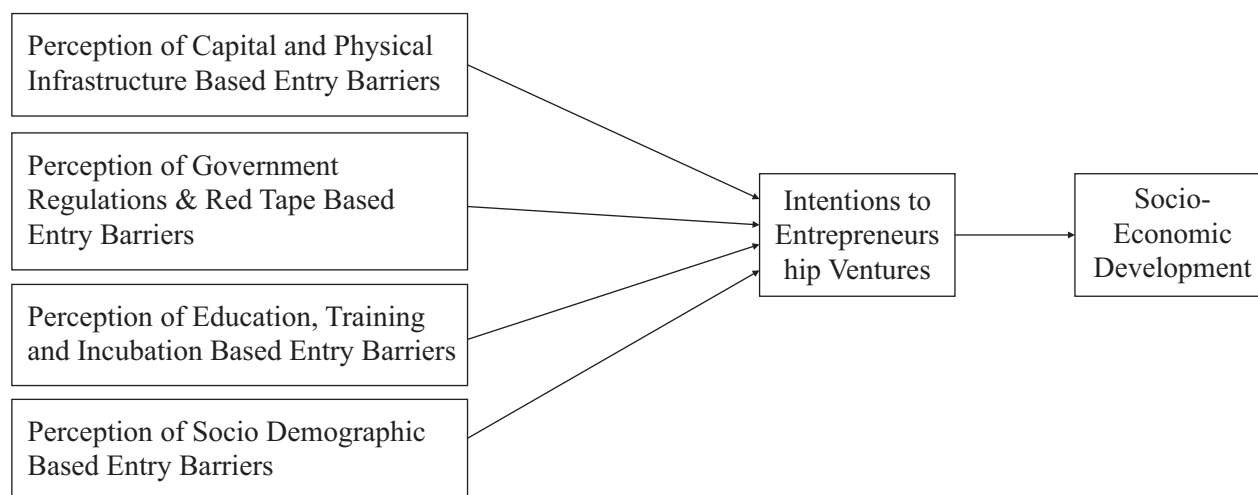 Perception of Capital and Physical
Infrastructure Based Entry Barriers
Perception of Government
Regulations & Red Tape Based
Entry Barriers
Perception of Education, Training
and Incubation Based Entry Barriers
Perception of Socio Demographic
Based Entry Barriers
Intentions to
Entrepreneurs
hip Ventures
Socio-
Economic
Development